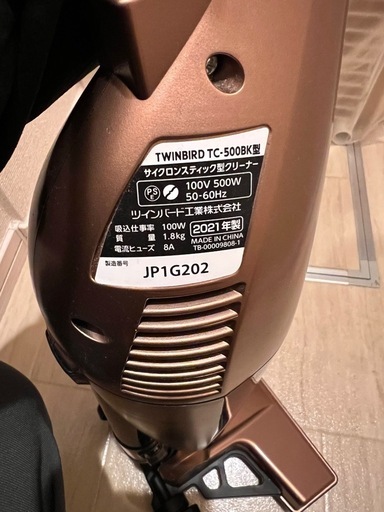 TWINBIRD TC-500BK型
サイクロンスティック型クリーナー
PS E 100V 500W
50-60Hz
ツインバード工業株式会社
吸込仕事率 100W 2021年製
質量 1.8kg MADE IN CHINA
電流ヒューズ 8A TB-00009808-1
製造番号 JP1G202